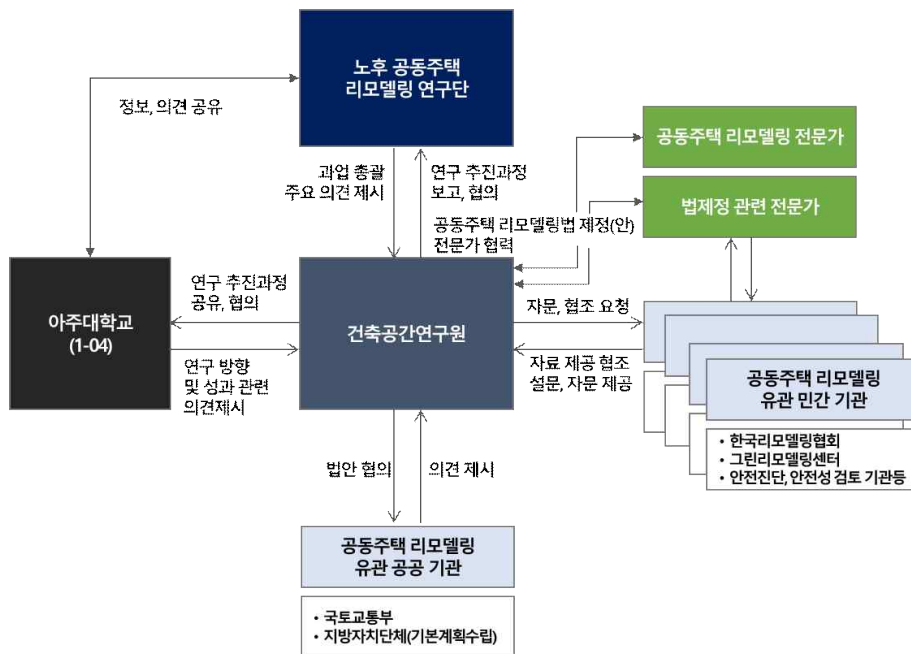 노후 공동주택
리모델링 연구단
정보, 의견 공유
공동주택 리모델링 전문가
과업 총괄
주요 의견 제시
연구 추진과정
보고, 협의
법제정 관련 전문가
공동주택 리모델링법 제정(안)
전문가 협력
아주대학교
(1-04)
연구 추진과정
공유, 협의
연구 방향
및 성과 관련
의견제시
건축공간연구원
자문, 협조 요청
자료 제공 협조
설문, 자문 제공
공동주택 리모델링
유관 민간 기관
• 한국리모델링협회
• 그린리모델링센터
• 안전진단, 안전성 검토 기관등
법안 협의
의견 제시
공동주택 리모델링
유관 공공 기관
• 국토교통부
• 지방자치단체(기본계획수립)